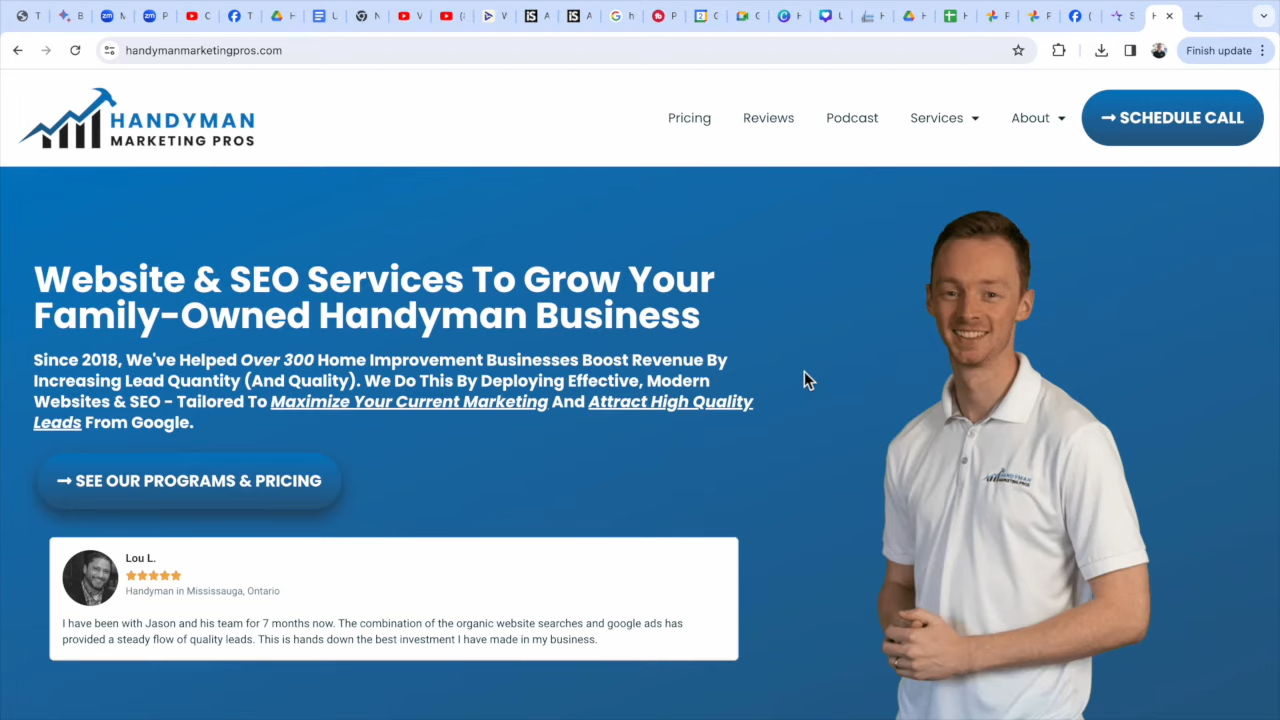 handymanmarketingpros.com
Finish update
HANDYMAN
MARKETING PROS
Pricing
Reviews
Podcast
Services
About
→ SCHEDULE CALL
Website & SEO Services To Grow Your
Family-Owned Handyman Business
Since 2018, We've Helped Over 300 Home Improvement Businesses Boost Revenue By
Increasing Lead Quantity (And Quality). We Do This By Deploying Effective, Modern
Websites & SEO - Tailored To Maximize Your Current Marketing And Attract High Quality
Leads From Google.
→ SEE OUR PROGRAMS & PRICING
Lou L.
Handyman in Mississauga, Ontario
I have been with Jason and his team for 7 months now. The combination of the organic website searches and google ads has
provided a steady flow of quality leads. This is hands down the best investment I have made in my business.
HANDYMAN
MARKETING PROS